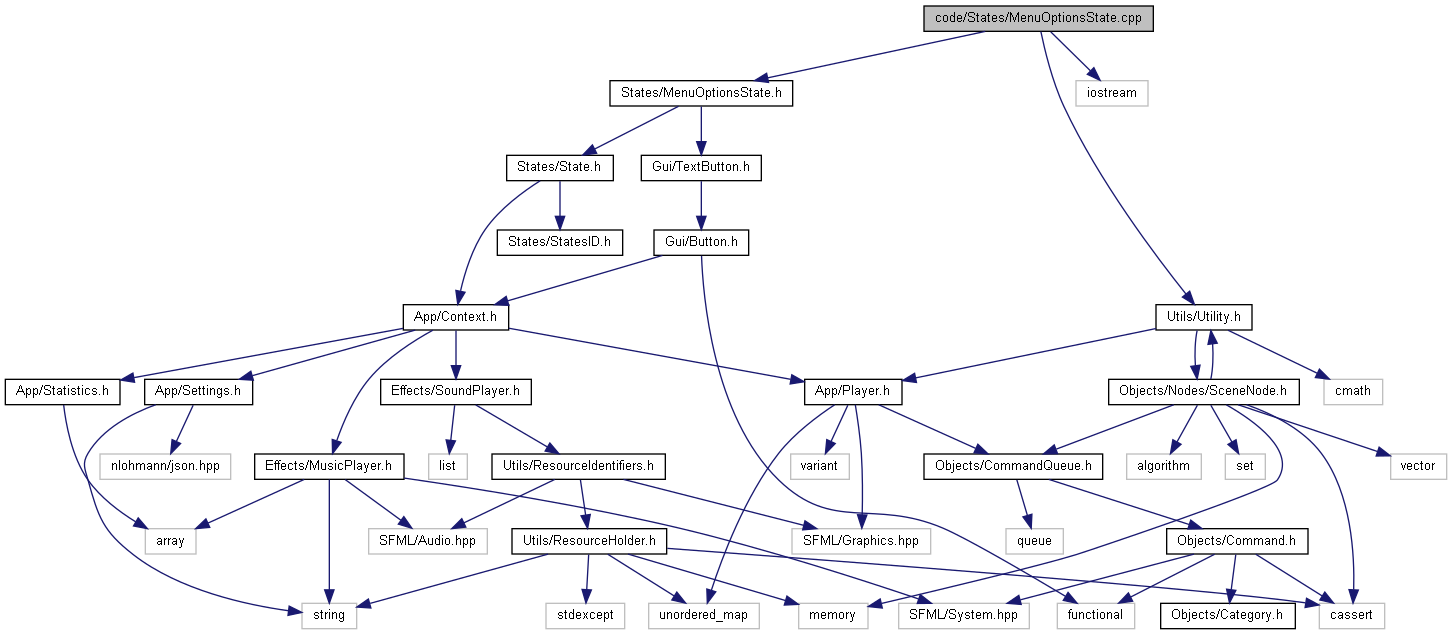 code/States/MenuOptionsState.cpp
States/MenuOptionsState.h
iostream
States/State.h
Gui/TextButton.h
States/StatesID.h
Gui/Button.h
App/Context.h
Utils/Utility.h
App/Statistics.h
App/Settings.h
Effects/SoundPlayer.h
App/Player.h
Objects/Nodes/SceneNode.h
cmath
nlohmann/json.hpp
Effects/MusicPlayer.h
list
Utils/ResourceIdentifiers.h
variant
Objects/CommandQueue.h
algorithm
set
vector
array
SFML/Audio.hpp
Utils/ResourceHolder.h
SFML/Graphics.hpp
queue
Objects/Command.h
string
stdexcept
unordered_map
memory
SFML/System.hpp
functional
Objects/Category.h
cassert